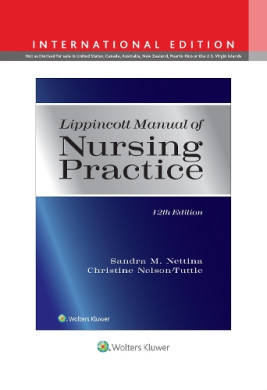 INTERNATIONAL EDITION
Not authorised for sale in United States, Canada, Australia, New Zealand, Puerto Rico or the U.S. Virgin Islands
Lippincott Manual of
Nursing
Practice
12th Edition
Sandra M. Nettina
Christine Nelson-Tuttle
Wolters Kluwer
Wolters Kluwer